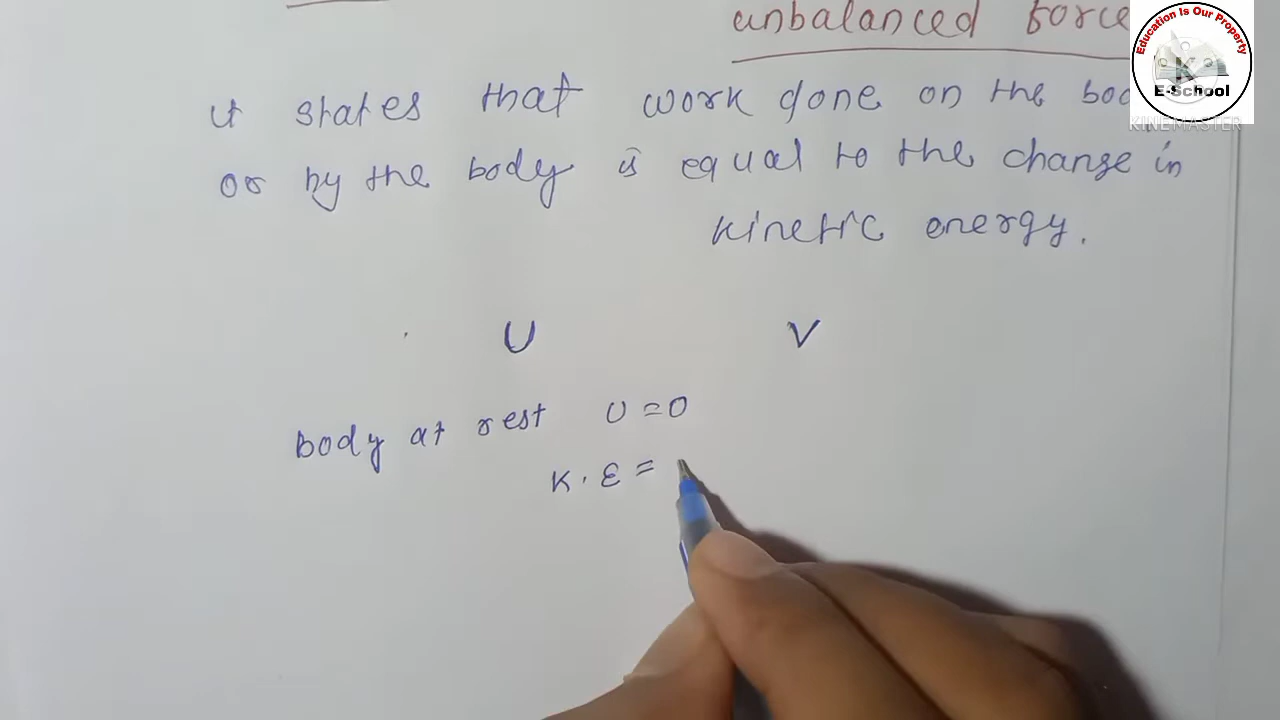 unbalanced force
Education Is Our Property
K
E-School
KINEMASTER
It states that work done on the bod
or by the body is equal to the change in
kinetic energy.
U V
body at rest U = 0
K.E =